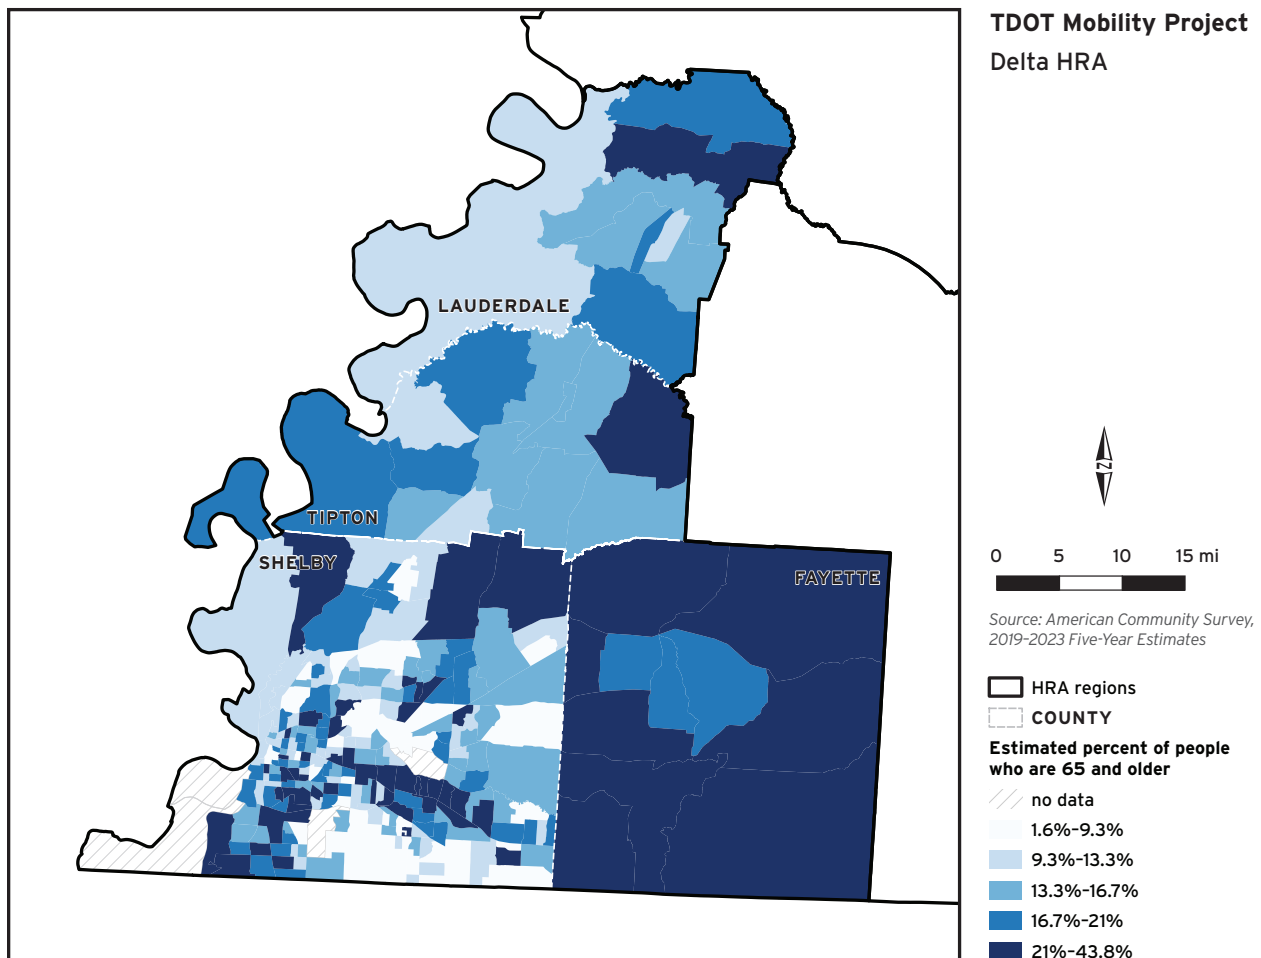 TDOT Mobility Project
Delta HRA
LAUDERDALE
TIPTON
SHELBY
FAYETTE
N
0 5 10 15 mi
Source: American Community Survey,
2019–2023 Five-Year Estimates
HRA regions
COUNTY
Estimated percent of people
who are 65 and older
no data
1.6%–9.3%
9.3%–13.3%
13.3%–16.7%
16.7%–21%
21%–43.8%